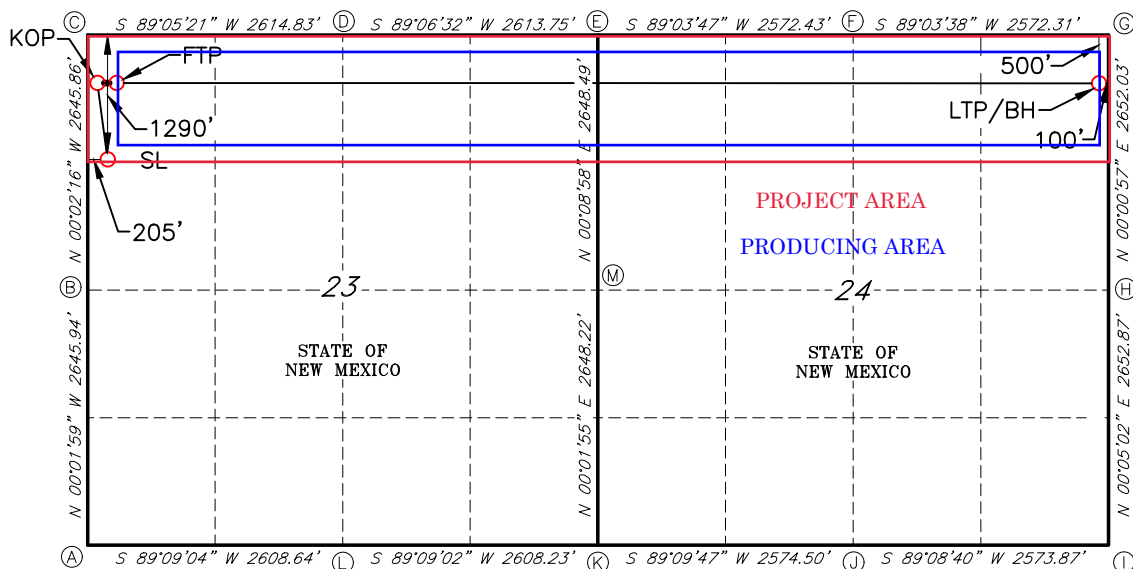 C S 89°05'21" W 2614.83' D S 89°06'32" W 2613.75' E S 89°03'47" W 2572.43' F S 89°03'38" W 2572.31' G
KOP
FTP
500'
LTP/BH
1290'
100'
SL
205'
N 00°02'16" W 2645.86'
N 00°08'58" E 2648.49'
N 00°00'57" E 2652.03'
PROJECT AREA
PRODUCING AREA
B
23
M
24
H
STATE OF
NEW MEXICO
STATE OF
NEW MEXICO
N 00°01'59" W 2645.94'
N 00°01'55" E 2648.22'
N 00°05'02" E 2652.87'
A S 89°09'04" W 2608.64' L S 89°09'02" W 2608.23' K S 89°09'47" W 2574.50' J S 89°08'40" W 2573.87' I